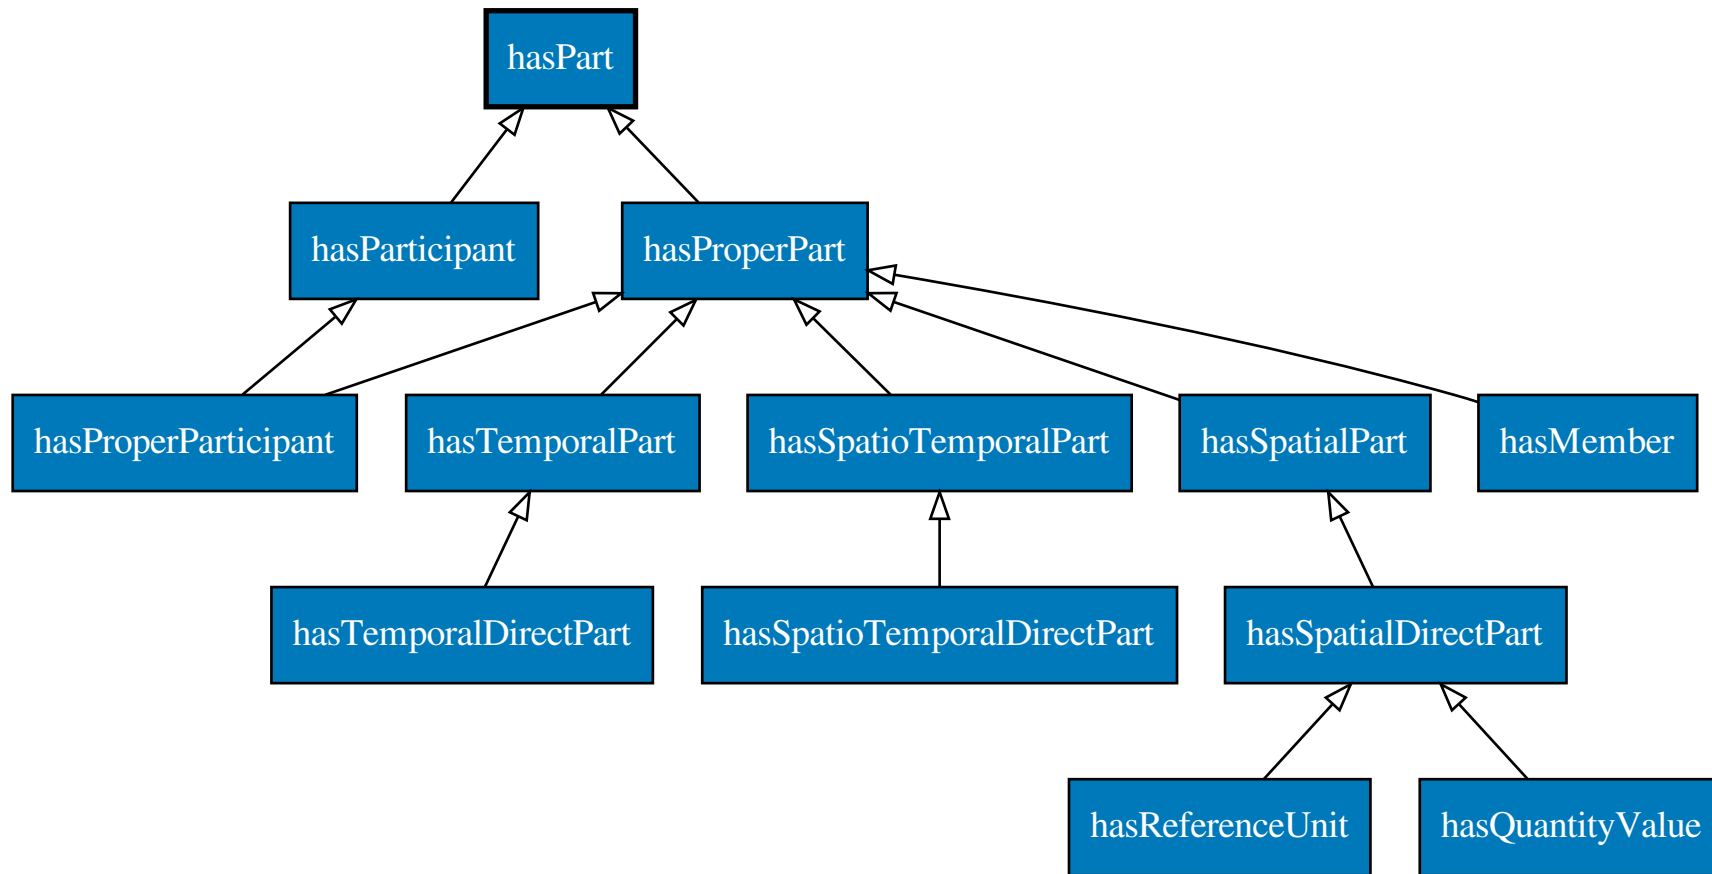 hasPart
hasParticipant
hasProperPart
hasProperParticipant
hasTemporalPart
hasSpatioTemporalPart
hasSpatialPart
hasMember
hasTemporalDirectPart
hasSpatioTemporalDirectPart
hasSpatialDirectPart
hasReferenceUnit
hasQuantityValue